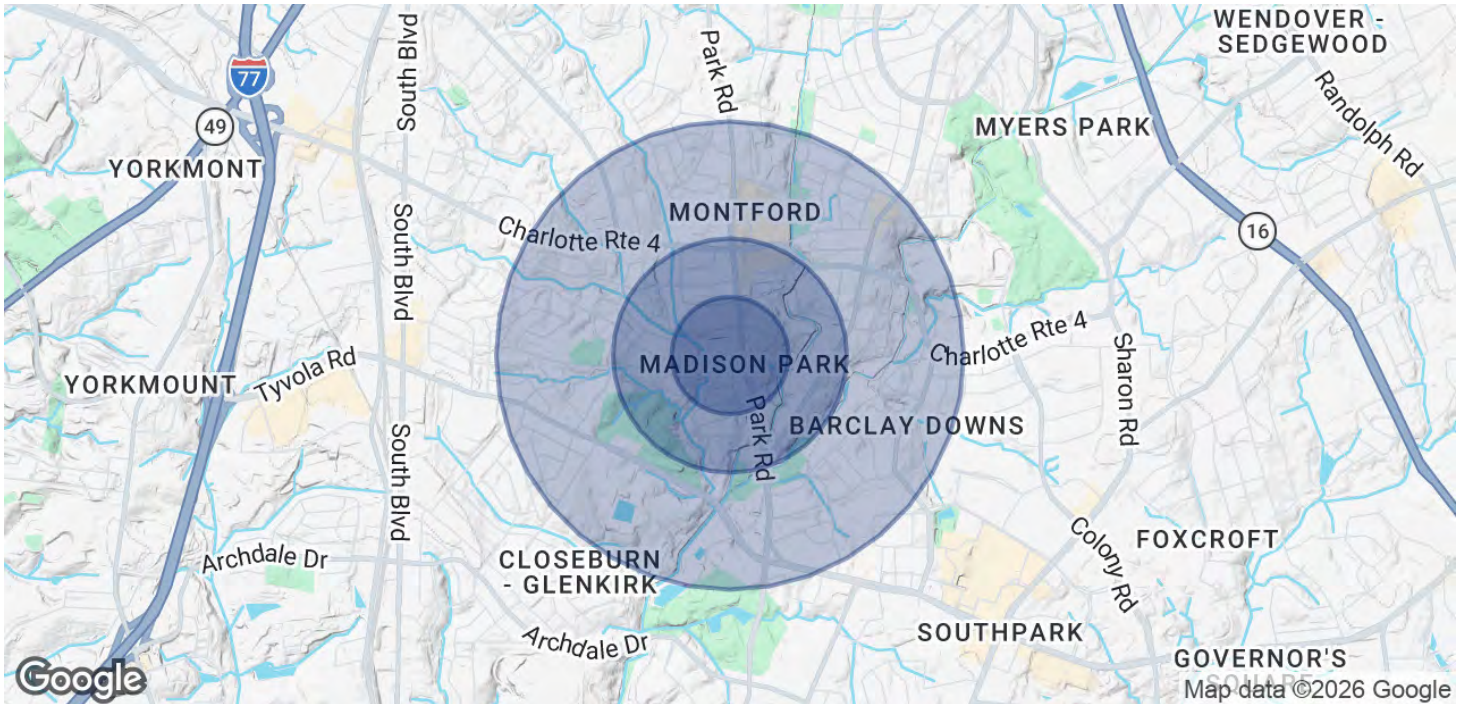 WENDOVER -
SEDGEWOOD
South Blvd
Park Rd
77
49
Randolph Rd
MYERS PARK
YORKMONT
MONTFORD
Charlotte Rte 4
16
South Blvd
Charlotte Rte 4
Tyvola Rd
MADISON PARK
Sharon Rd
YORKMOUNT
Park Rd
BARCLAY DOWNS
South Blvd
Archdale Dr
CLOSEBURN
- GLENKIRK
Colony Rd
FOXCROFT
Archdale Dr
SOUTHPARK
GOVERNOR'S
SQUARE
Google
Map data ©2026 Google